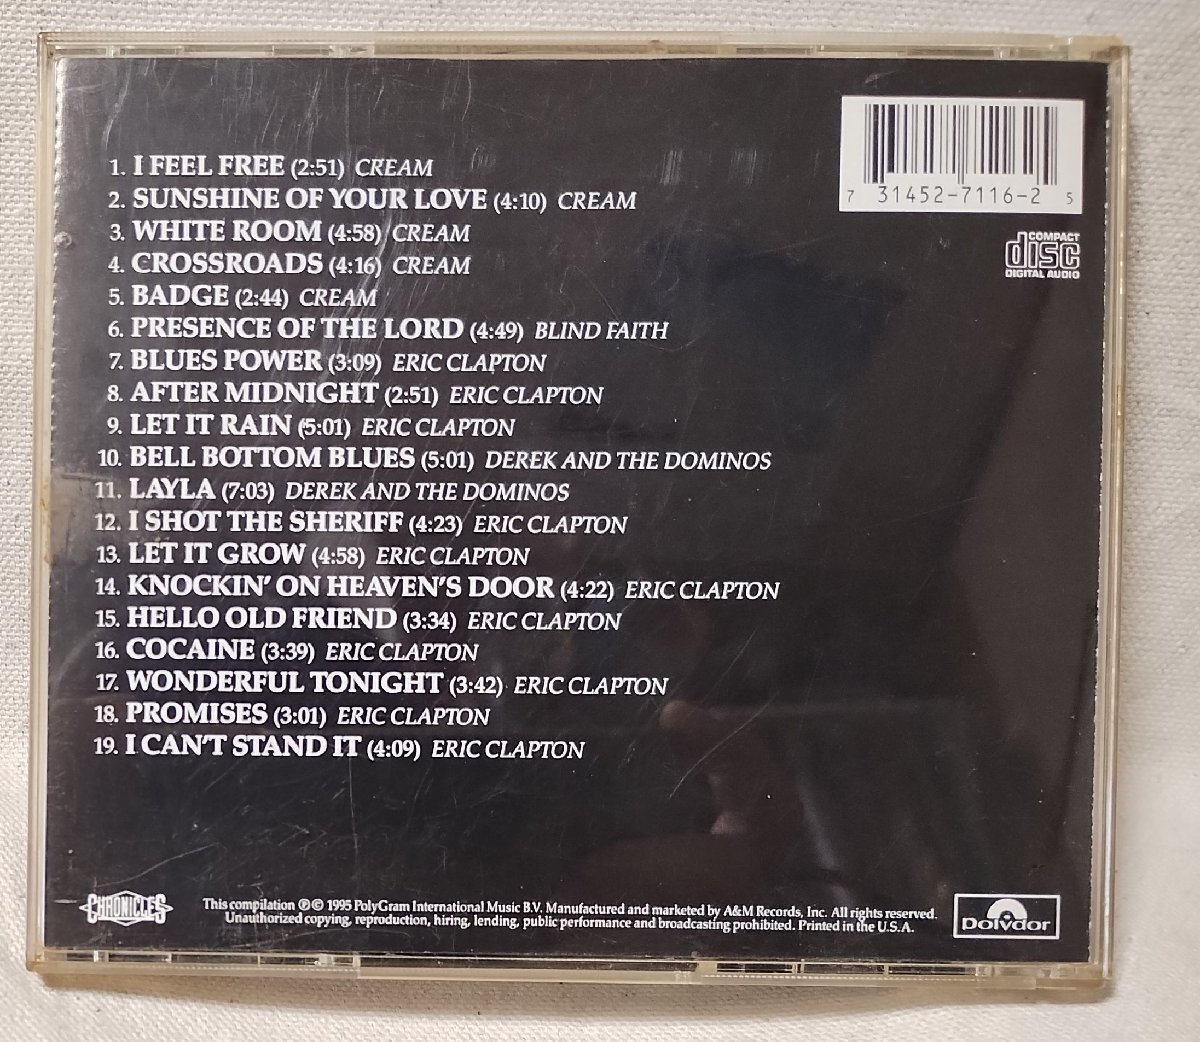 1. I FEEL FREE (2:51) CREAM
2. SUNSHINE OF YOUR LOVE (4:10) CREAM
3. WHITE ROOM (4:58) CREAM
4. CROSSROADS (4:16) CREAM
5. BADGE (2:44) CREAM
6. PRESENCE OF THE LORD (4:49) BLIND FAITH
7. BLUES POWER (3:09) ERIC CLAPTON
8. AFTER MIDNIGHT (2:51) ERIC CLAPTON
9. LET IT RAIN (5:01) ERIC CLAPTON
10. BELL BOTTOM BLUES (5:01) DEREK AND THE DOMINOS
11. LAYLA (7:03) DEREK AND THE DOMINOS
12. I SHOT THE SHERIFF (4:23) ERIC CLAPTON
13. LET IT GROW (4:58) ERIC CLAPTON
14. KNOCKIN' ON HEAVEN'S DOOR (4:22) ERIC CLAPTON
15. HELLO OLD FRIEND (3:34) ERIC CLAPTON
16. COCAINE (3:39) ERIC CLAPTON
17. WONDERFUL TONIGHT (3:42) ERIC CLAPTON
18. PROMISES (3:01) ERIC CLAPTON
19. I CAN'T STAND IT (4:09) ERIC CLAPTON
7 31452-7116-2 5
COMPACT
disc
DIGITAL AUDIO
CHRONICLES
This compilation ℗© 1995 PolyGram International Music B.V. Manufactured and marketed by A&M Records, Inc. All rights reserved.
Unauthorized copying, reproduction, hiring, lending, public performance and broadcasting prohibited. Printed in the U.S.A.
polydor